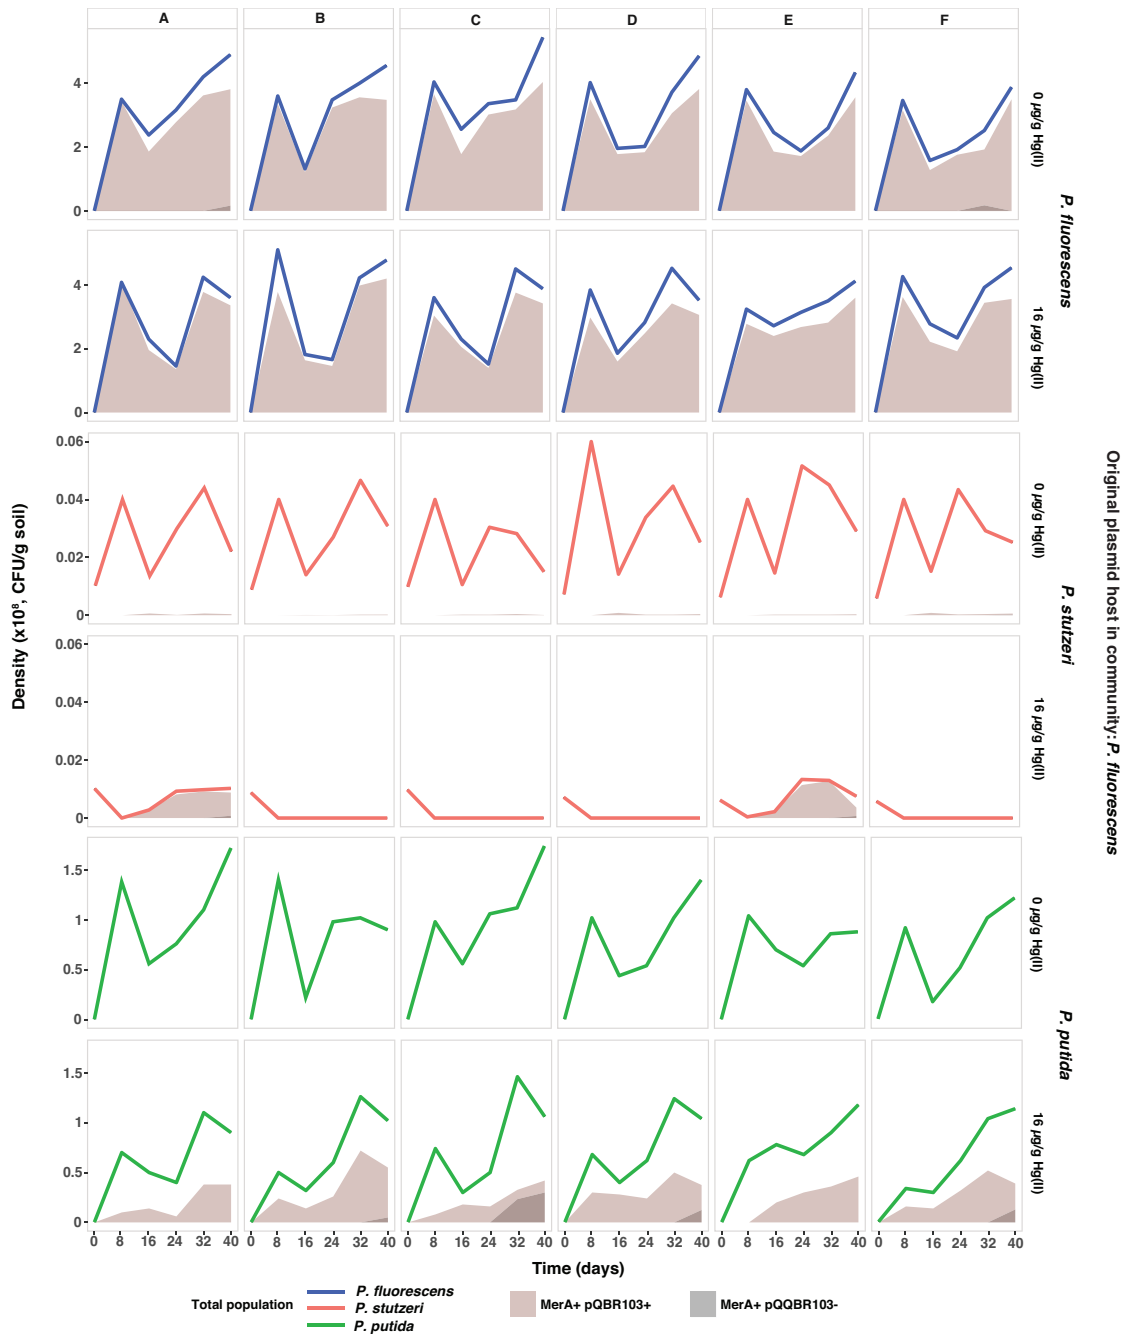 A B C D E F
4
2
0
0 µg/g Hg(II)
P. fluorescens
4
2
0
16 µg/g Hg(II)
0.06
0.04
0.02
0
0 µg/g Hg(II)
P. stutzeri
0.06
0.04
0.02
0
16 µg/g Hg(II)
1.5
1
0.5
0
0 µg/g Hg(II)
P. putida
1.5
1
0.5
0
16 µg/g Hg(II)
Density (x10⁸, CFU/g soil)
Original plasmid host in community: P. fluorescens
0 8 16 24 32 40 0 8 16 24 32 40 0 8 16 24 32 40 0 8 16 24 32 40 0 8 16 24 32 40 0 8 16 24 32 40
Time (days)
Total population
P. fluorescens
P. stutzeri
P. putida
MerA+ pQBR103+
MerA+ pQQBR103-